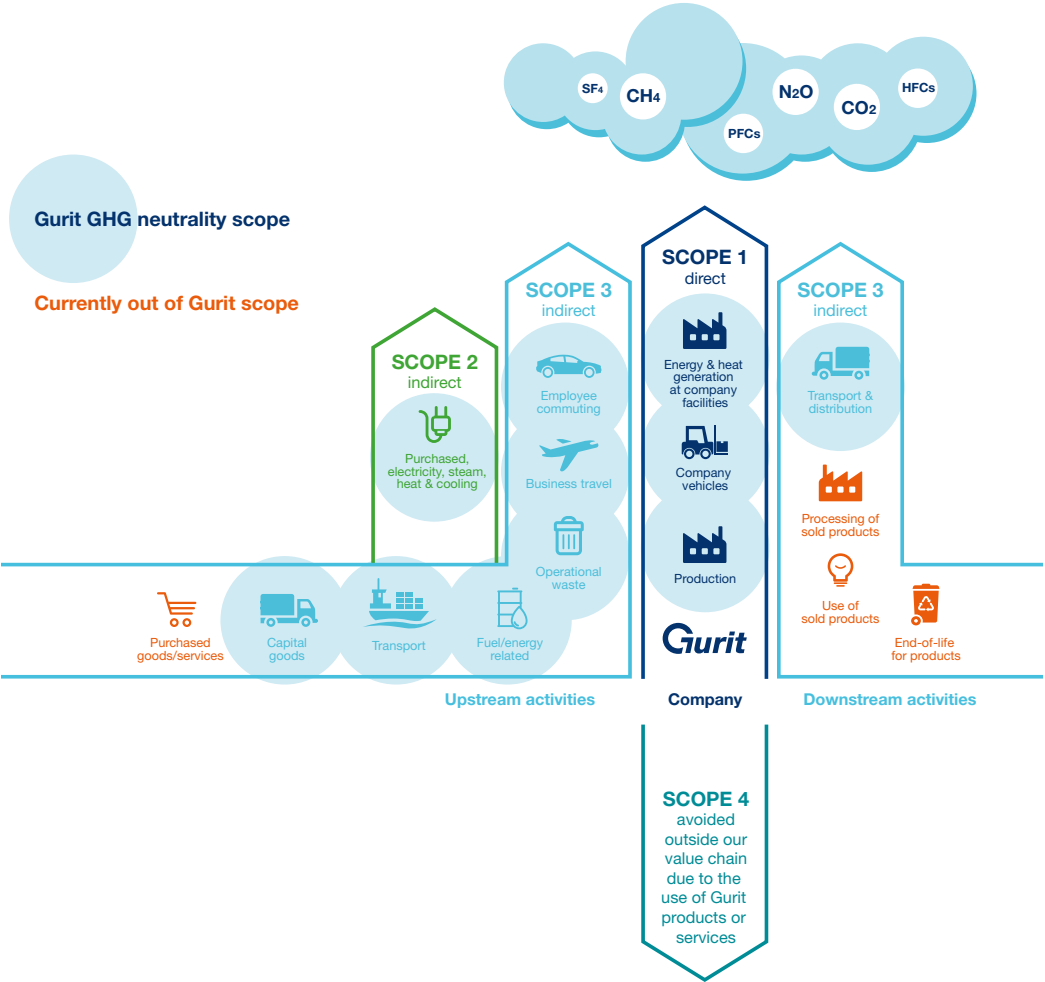 SF4
CH4
N2O
CO2
HFCs
PFCs
Gurit GHG neutrality scope
Currently out of Gurit scope
SCOPE 2
indirect
Purchased,
electricity, steam,
heat & cooling
SCOPE 3
indirect
Employee
commuting
Business travel
Operational
waste
SCOPE 1
direct
Energy & heat
generation
at company
facilities
Company
vehicles
Production
Gurit
SCOPE 3
indirect
Transport &
distribution
Processing of
sold products
Use of
sold products
End-of-life
for products
Purchased
goods/services
Capital
goods
Transport
Fuel/energy
related
Upstream activities
Company
Downstream activities
SCOPE 4
avoided
outside our
value chain
due to the
use of Gurit
products or
services